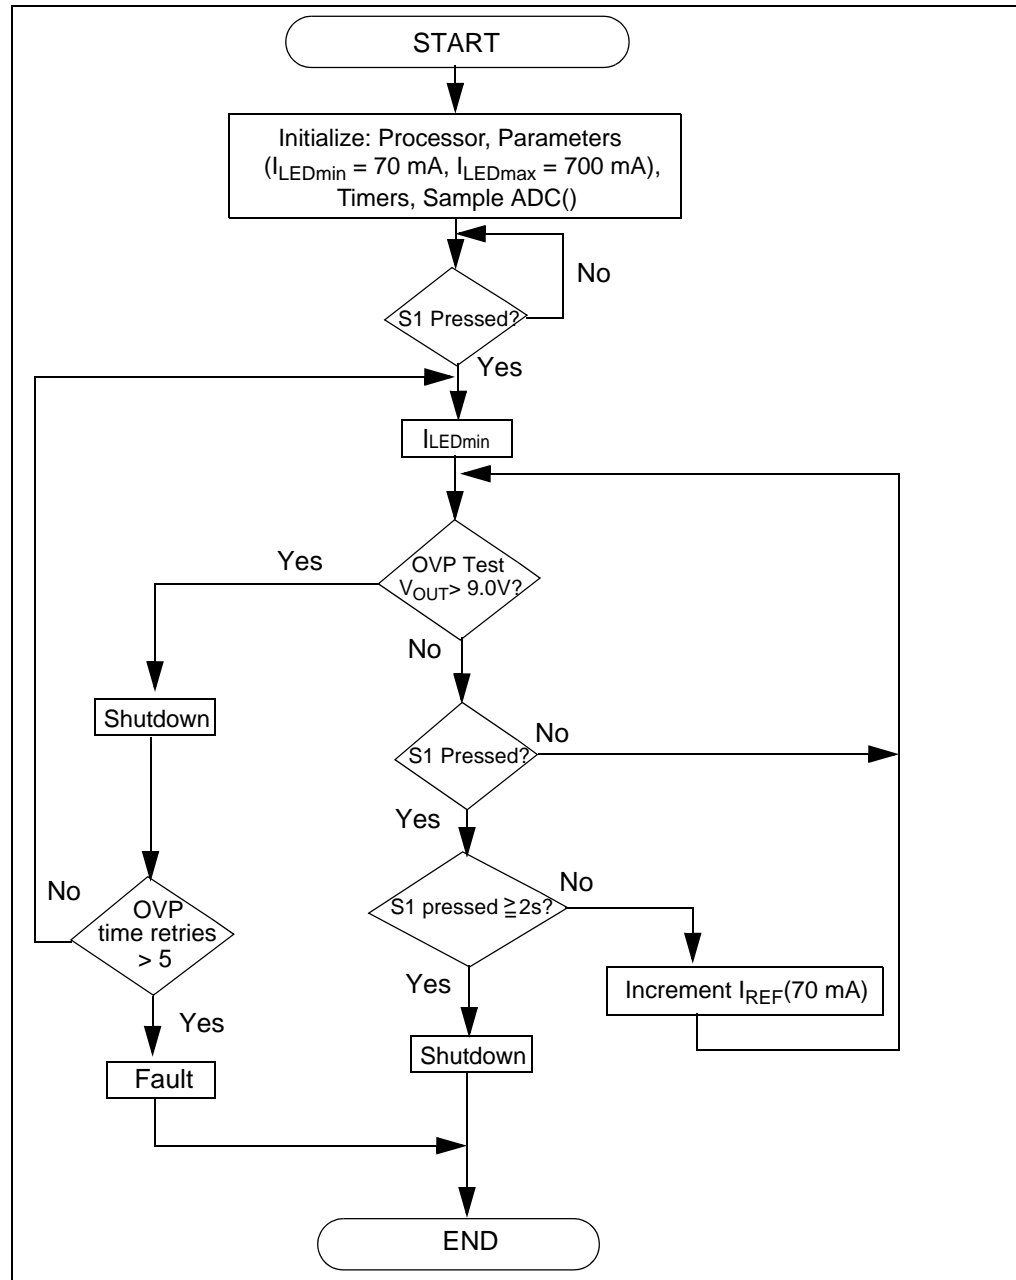 START
Initialize: Processor, Parameters
(ILEDmin = 70 mA, ILEDmax = 700 mA),
Timers, Sample ADC()
No
S1 Pressed?
Yes
ILEDmin
Yes
OVP Test
VOUT> 9.0V?
No
Shutdown
S1 Pressed?
No
Yes
No
OVP
time retries
> 5
S1 pressed ≧2s?
No
Yes
Increment IREF(70 mA)
Yes
Shutdown
Fault
END